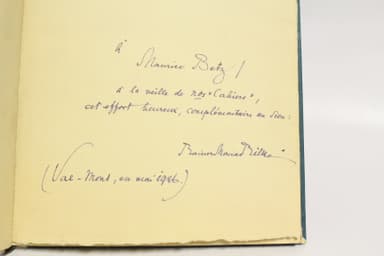 à
Maurice Betz !
à la veille de nos "Cahiers",
cet effort heureux, complémentaire au sien:
Rainer Maria Rilke
(Val-Mont, en mai 1926.)